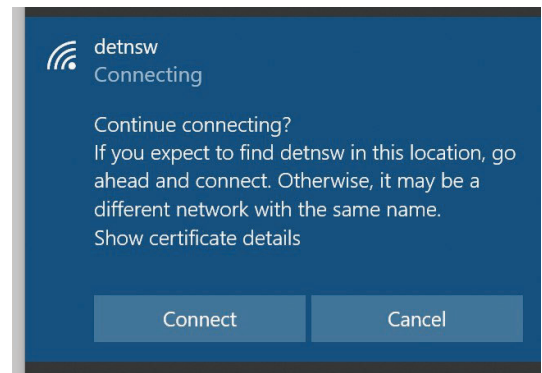 detnsw
Connecting
Continue connecting?
If you expect to find detnsw in this location, go
ahead and connect. Otherwise, it may be a
different network with the same name.
Show certificate details
Connect
Cancel